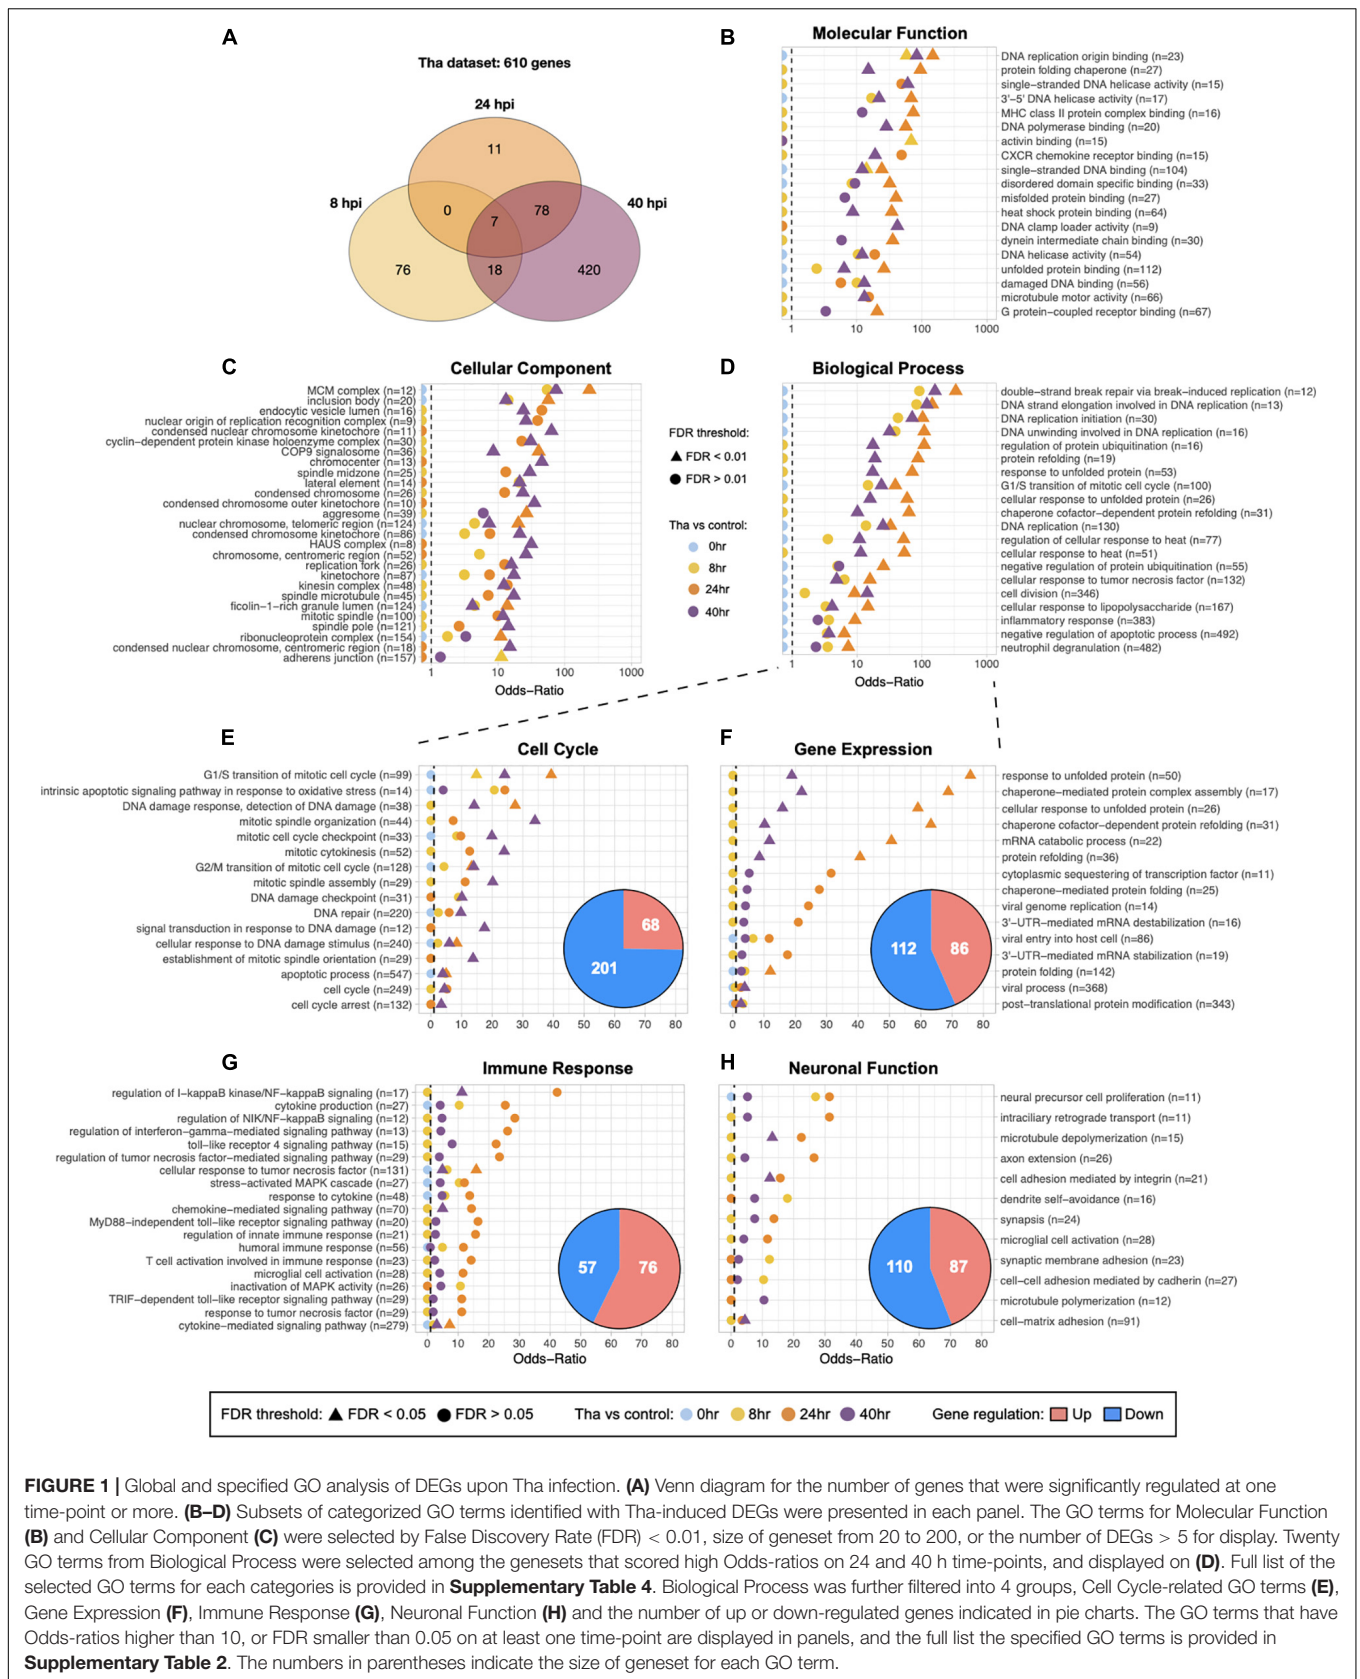 A
Tha dataset: 610 genes
24 hpi
11
8 hpi
40 hpi
0
7
78
76
18
420
B
Molecular Function
DNA replication origin binding (n=23)
protein folding chaperone (n=27)
single-stranded DNA helicase activity (n=15)
3'-5' DNA helicase activity (n=17)
MHC class II protein complex binding (n=16)
DNA polymerase binding (n=20)
activin binding (n=15)
CXCR chemokine receptor binding (n=15)
single-stranded DNA binding (n=104)
disordered domain specific binding (n=33)
misfolded protein binding (n=27)
heat shock protein binding (n=64)
DNA clamp loader activity (n=9)
dynein intermediate chain binding (n=30)
DNA helicase activity (n=54)
unfolded protein binding (n=112)
damaged DNA binding (n=56)
microtubule motor activity (n=66)
G protein-coupled receptor binding (n=67)
1 10 100 1000
C
Cellular Component
MCM complex (n=12)
inclusion body (n=20)
endocytic vesicle lumen (n=16)
nuclear origin of replication recognition complex (n=9)
condensed nuclear chromosome kinetochore (n=11)
cyclin-dependent protein kinase holoenzyme complex (n=30)
COP9 signalosome (n=36)
chromocenter (n=13)
spindle midzone (n=25)
lateral element (n=14)
condensed chromosome (n=26)
condensed chromosome outer kinetochore (n=10)
aggresome (n=39)
nuclear chromosome, telomeric region (n=124)
condensed chromosome kinetochore (n=86)
HAUS complex (n=8)
chromosome, centromeric region (n=52)
replication fork (n=26)
kinetochore (n=87)
kinesin complex (n=48)
spindle microtubule (n=45)
ficolin-1-rich granule lumen (n=124)
mitotic spindle (n=100)
spindle pole (n=121)
ribonucleoprotein complex (n=154)
condensed nuclear chromosome, centromeric region (n=18)
adherens junction (n=157)
1 10 100 1000
Odds-Ratio
FDR threshold:
FDR < 0.01
FDR > 0.01
Tha vs control:
0hr
8hr
24hr
40hr
D
Biological Process
double-strand break repair via break-induced replication (n=12)
DNA strand elongation involved in DNA replication (n=13)
DNA replication initiation (n=30)
DNA unwinding involved in DNA replication (n=16)
regulation of protein ubiquitination (n=16)
protein refolding (n=19)
response to unfolded protein (n=53)
G1/S transition of mitotic cell cycle (n=100)
cellular response to unfolded protein (n=26)
chaperone cofactor-dependent protein refolding (n=31)
DNA replication (n=130)
regulation of cellular response to heat (n=77)
cellular response to heat (n=51)
negative regulation of protein ubiquitination (n=55)
cellular response to tumor necrosis factor (n=132)
cell division (n=346)
cellular response to lipopolysaccharide (n=167)
inflammatory response (n=383)
negative regulation of apoptotic process (n=492)
neutrophil degranulation (n=482)
1 10 100 1000
Odds-Ratio
E
Cell Cycle
G1/S transition of mitotic cell cycle (n=99)
intrinsic apoptotic signaling pathway in response to oxidative stress (n=14)
DNA damage response, detection of DNA damage (n=38)
mitotic spindle organization (n=44)
mitotic cell cycle checkpoint (n=33)
mitotic cytokinesis (n=52)
G2/M transition of mitotic cell cycle (n=128)
mitotic spindle assembly (n=29)
DNA damage checkpoint (n=31)
DNA repair (n=220)
signal transduction in response to DNA damage (n=12)
cellular response to DNA damage stimulus (n=240)
establishment of mitotic spindle orientation (n=29)
apoptotic process (n=547)
cell cycle (n=249)
cell cycle arrest (n=132)
68
201
0 10 20 30 40 50 60 70 80
F
Gene Expression
response to unfolded protein (n=50)
chaperone-mediated protein complex assembly (n=17)
cellular response to unfolded protein (n=26)
chaperone cofactor-dependent protein refolding (n=31)
mRNA catabolic process (n=22)
protein refolding (n=36)
cytoplasmic sequestering of transcription factor (n=11)
chaperone-mediated protein folding (n=25)
viral genome replication (n=14)
3'-UTR-mediated mRNA destabilization (n=16)
viral entry into host cell (n=86)
3'-UTR-mediated mRNA stabilization (n=19)
protein folding (n=142)
viral process (n=368)
post-translational protein modification (n=343)
112
86
0 10 20 30 40 50 60 70 80
G
Immune Response
regulation of I-kappaB kinase/NF-kappaB signaling (n=17)
cytokine production (n=27)
regulation of NIK/NF-kappaB signaling (n=12)
regulation of interferon-gamma-mediated signaling pathway (n=13)
toll-like receptor 4 signaling pathway (n=15)
regulation of tumor necrosis factor-mediated signaling pathway (n=29)
cellular response to tumor necrosis factor (n=131)
stress-activated MAPK cascade (n=27)
response to cytokine (n=48)
chemokine-mediated signaling pathway (n=70)
MyD88-independent toll-like receptor signaling pathway (n=20)
regulation of innate immune response (n=21)
humoral immune response (n=56)
T cell activation involved in immune response (n=23)
microglial cell activation (n=28)
inactivation of MAPK activity (n=26)
TRIF-dependent toll-like receptor signaling pathway (n=29)
response to tumor necrosis factor (n=29)
cytokine-mediated signaling pathway (n=279)
57
76
0 10 20 30 40 50 60 70 80
Odds-Ratio
H
Neuronal Function
neural precursor cell proliferation (n=11)
intraciliary retrograde transport (n=11)
microtubule depolymerization (n=15)
axon extension (n=26)
cell adhesion mediated by integrin (n=21)
dendrite self-avoidance (n=16)
synapsis (n=24)
microglial cell activation (n=28)
synaptic membrane adhesion (n=23)
cell-cell adhesion mediated by cadherin (n=27)
microtubule polymerization (n=12)
cell-matrix adhesion (n=91)
110
87
0 10 20 30 40 50 60 70 80
Odds-Ratio
FDR threshold: FDR < 0.05 FDR > 0.05 Tha vs control: 0hr 8hr 24hr 40hr Gene regulation: Up Down
FIGURE 1 | Global and specified GO analysis of DEGs upon Tha infection. (A) Venn diagram for the number of genes that were significantly regulated at one
time-point or more. (B–D) Subsets of categorized GO terms identified with Tha-induced DEGs were presented in each panel. The GO terms for Molecular Function
(B) and Cellular Component (C) were selected by False Discovery Rate (FDR) < 0.01, size of geneset from 20 to 200, or the number of DEGs > 5 for display. Twenty
GO terms from Biological Process were selected among the genesets that scored high Odds-ratios on 24 and 40 h time-points, and displayed on (D). Full list of the
selected GO terms for each categories is provided in Supplementary Table 4. Biological Process was further filtered into 4 groups, Cell Cycle-related GO terms (E),
Gene Expression (F), Immune Response (G), Neuronal Function (H) and the number of up or down-regulated genes indicated in pie charts. The GO terms that have
Odds-ratios higher than 10, or FDR smaller than 0.05 on at least one time-point are displayed in panels, and the full list the specified GO terms is provided in
Supplementary Table 2. The numbers in parentheses indicate the size of geneset for each GO term.